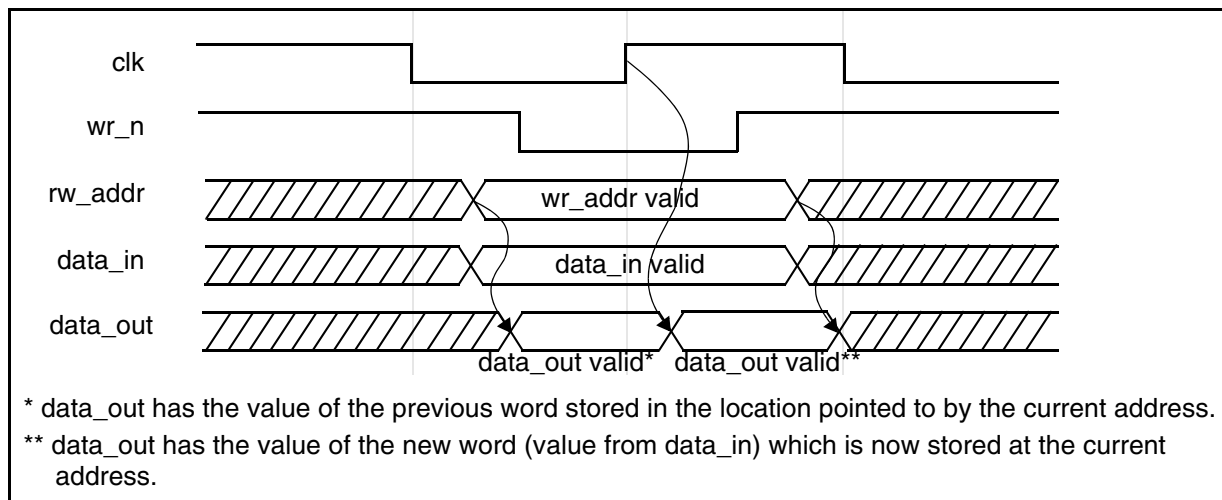 clk
wr_n
rw_addr
wr_addr valid
data_in
data_in valid
data_out
data_out valid*
data_out valid**
* data_out has the value of the previous word stored in the location pointed to by the current address.
** data_out has the value of the new word (value from data_in) which is now stored at the current
address.